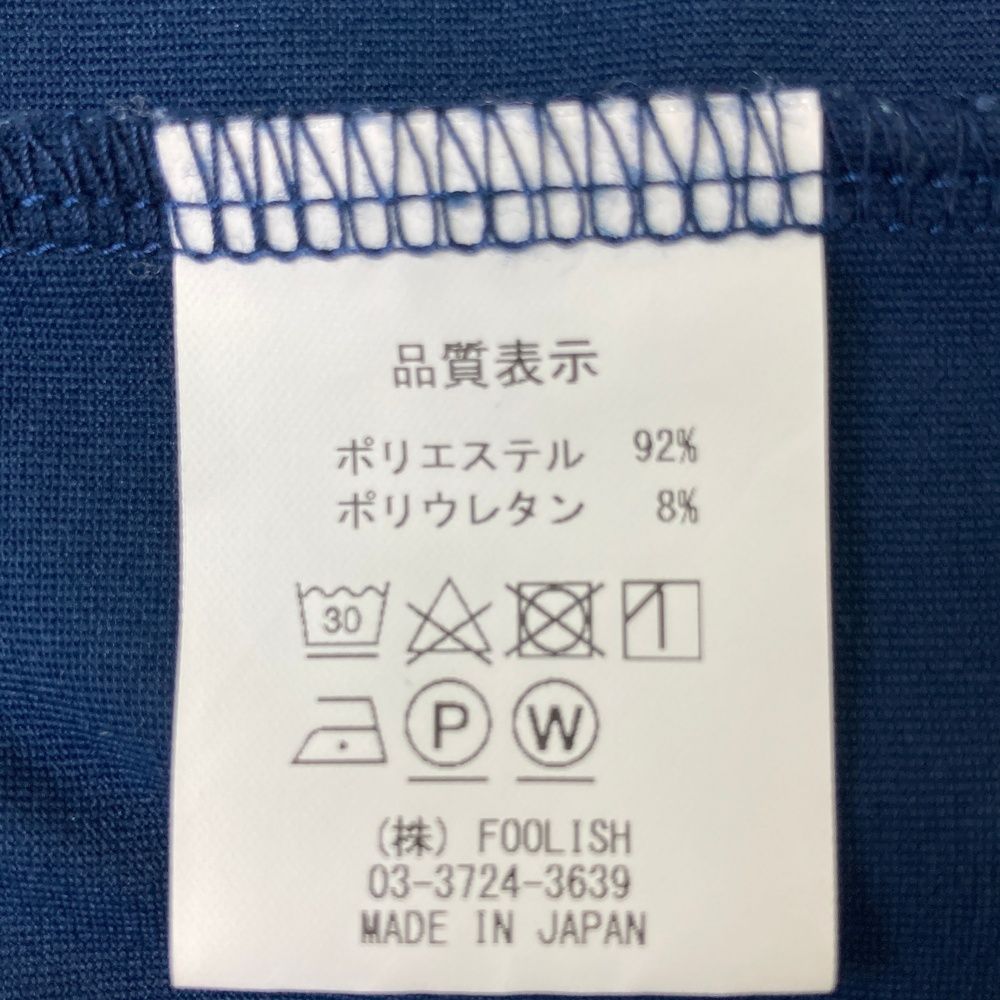 品質表示
ポリエステル 92%
ポリウレタン 8%
30
P W
(株) FOOLISH
03-3724-3639
MADE IN JAPAN